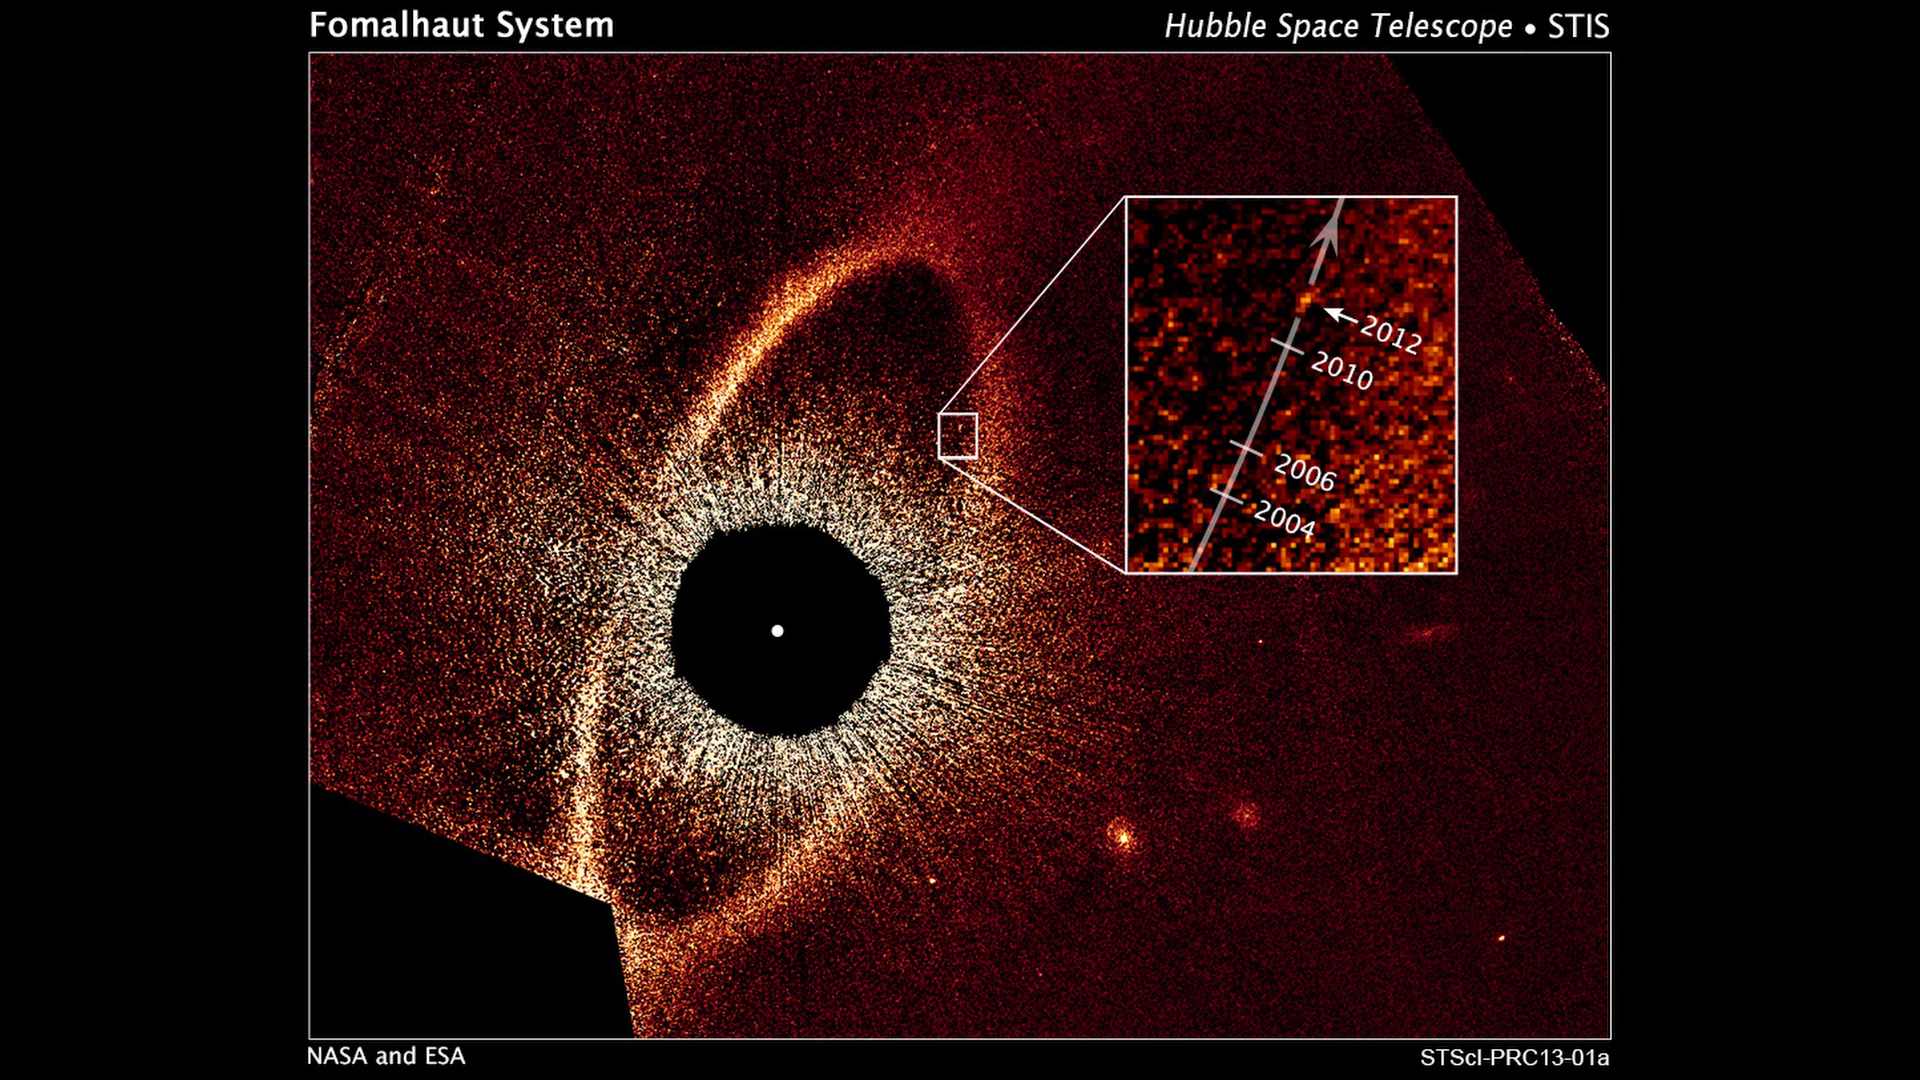 Fomalhaut System
Hubble Space Telescope • STIS
2012
2010
2006
2004
NASA and ESA
STScI-PRC13-01a